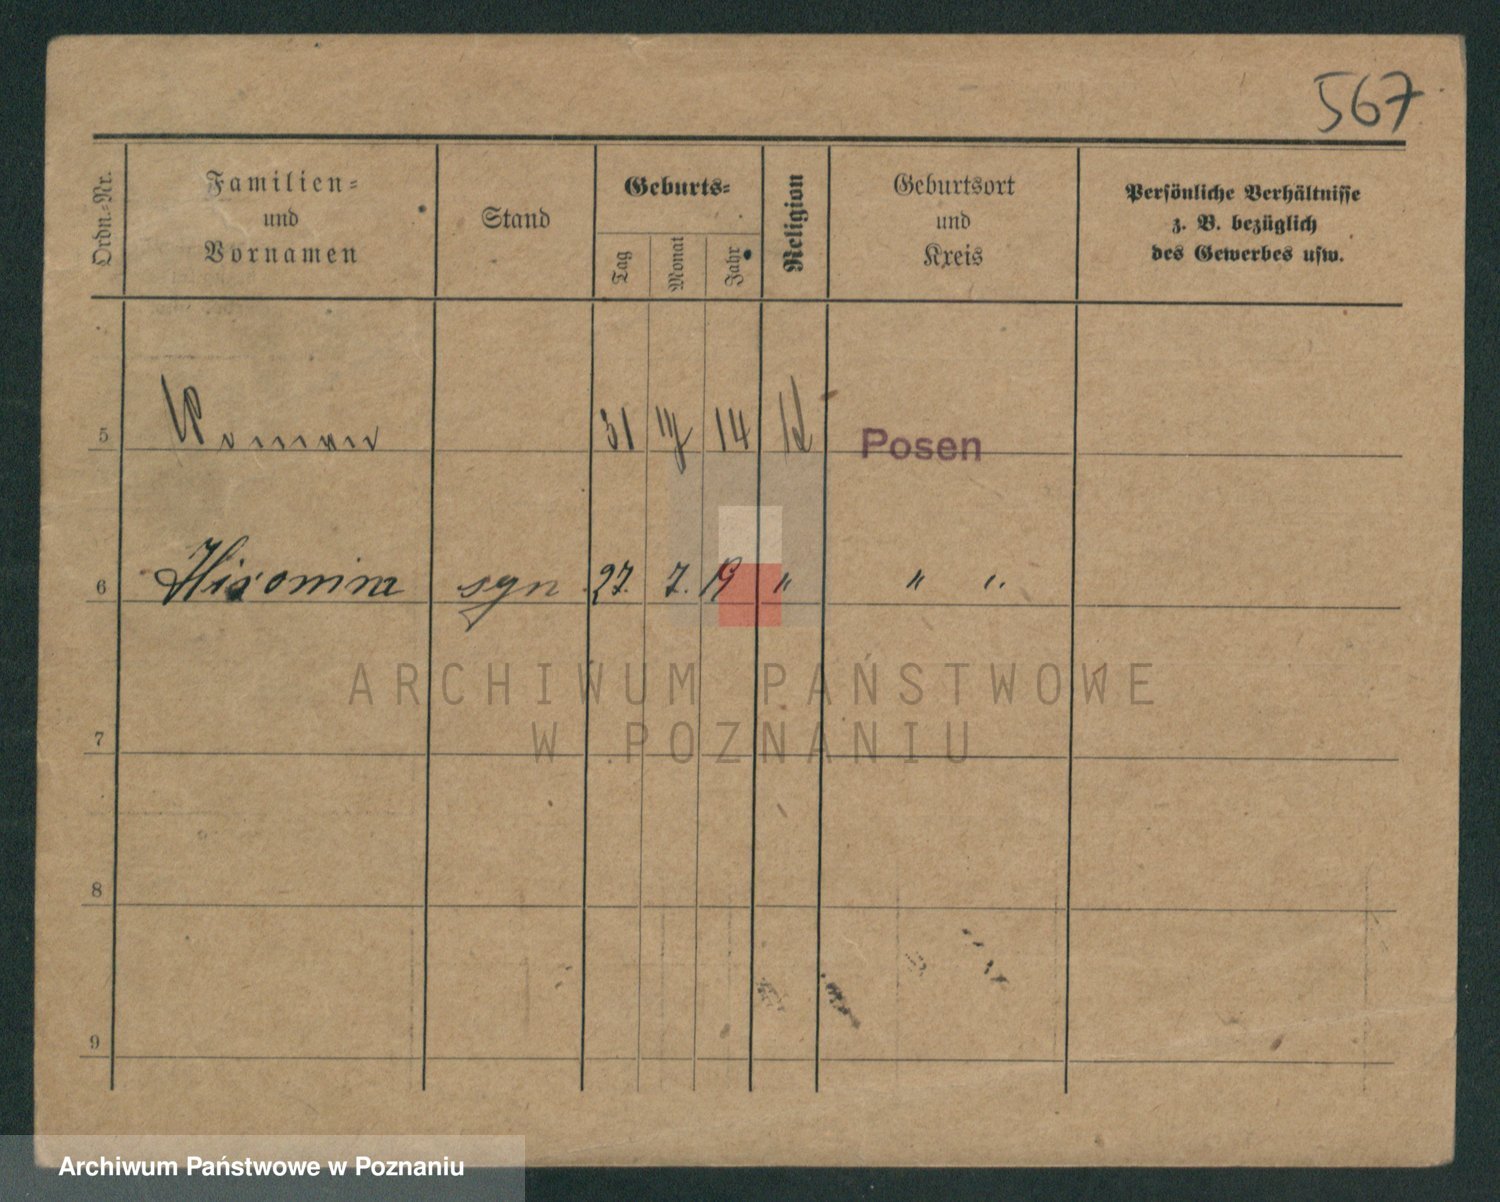 567
Ordn.-Nr.
Familien-
und
Vornamen
Stand
Geburts-
Tag
Monat
Jahr
Religion
Geburtsort
und
Kreis
Persönliche Verhältnisse
z. B. bezüglich
des Gewerbes usw.
5 Roman 31 14 Posen
6 syn 27. 7. 19 " " "
7
8
9
ARCHIWUM PAŃSTWOWE
W POZNANIU
Archiwum Państwowe w Poznaniu